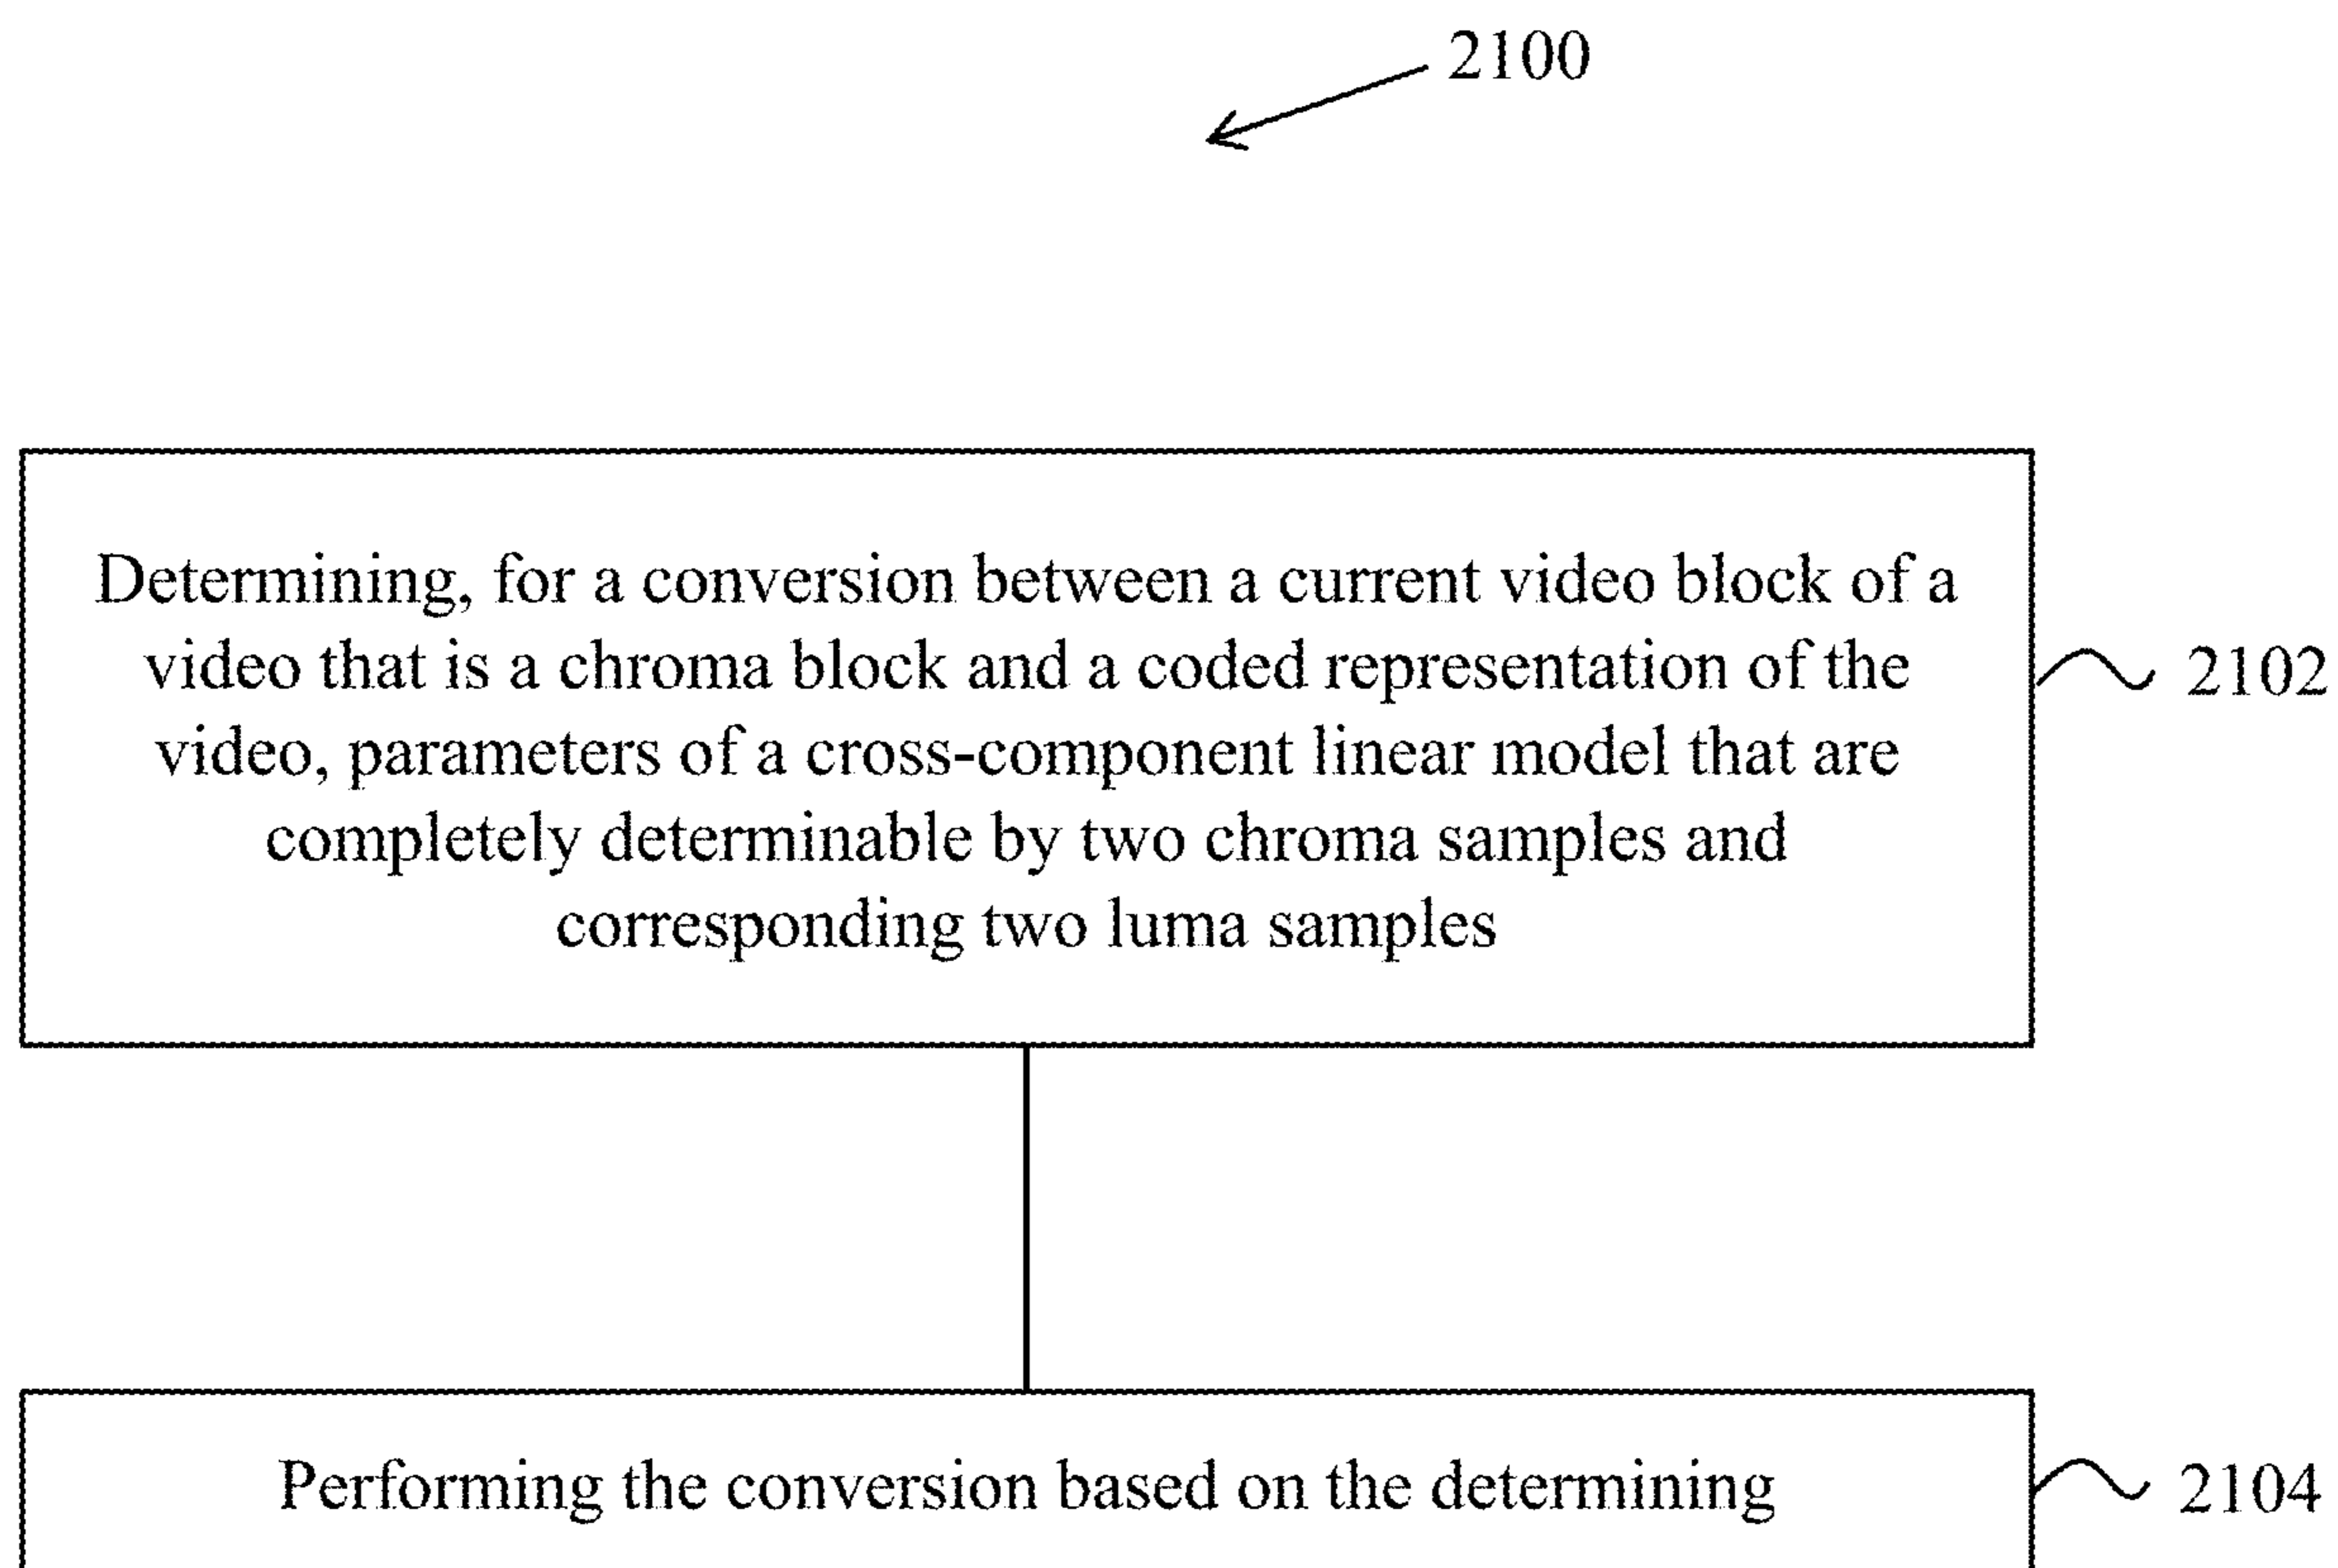 2100
Determining, for a conversion between a current video block of a
video that is a chroma block and a coded representation of the
video, parameters of a cross-component linear model that are
completely determinable by two chroma samples and
corresponding two luma samples
2102
Performing the conversion based on the determining
2104